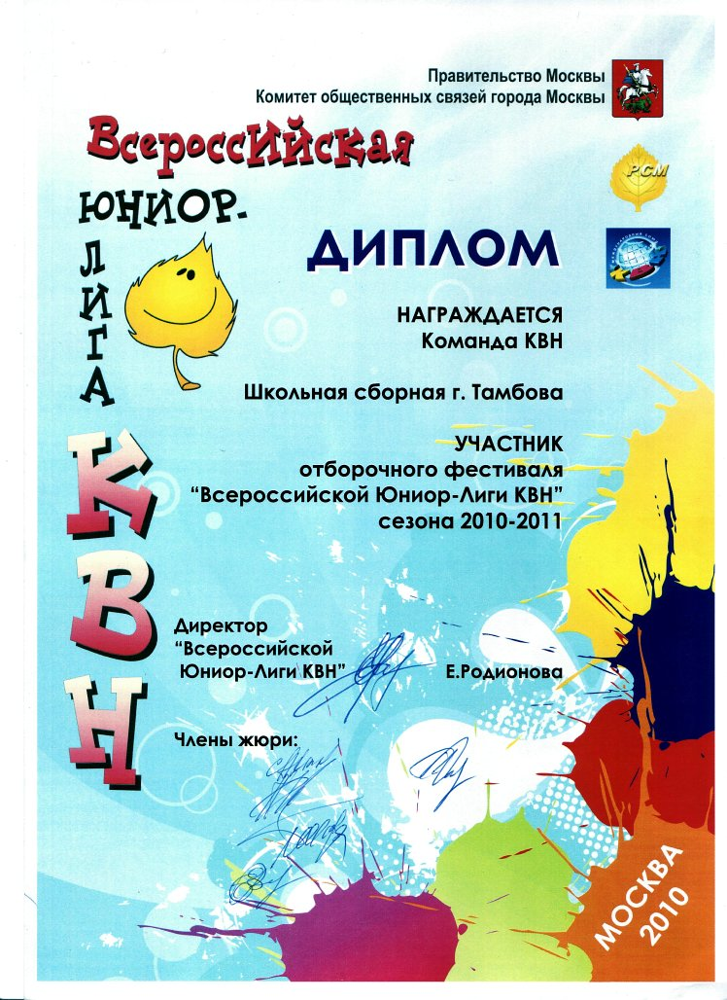 Правительство Москвы
Комитет общественных связей города Москвы
Всероссийская
ЮНИОР-
ЛИГА
КВН
РСМ
ДИПЛОМ
НАГРАЖДАЕТСЯ
Команда КВН
Школьная сборная г. Тамбова
УЧАСТНИК
отборочного фестиваля
“Всероссийской Юниор-Лиги КВН”
сезона 2010-2011
Директор
“Всероссийской
Юниор-Лиги КВН”
Е.Родионова
Члены жюри:
МОСКВА
2010